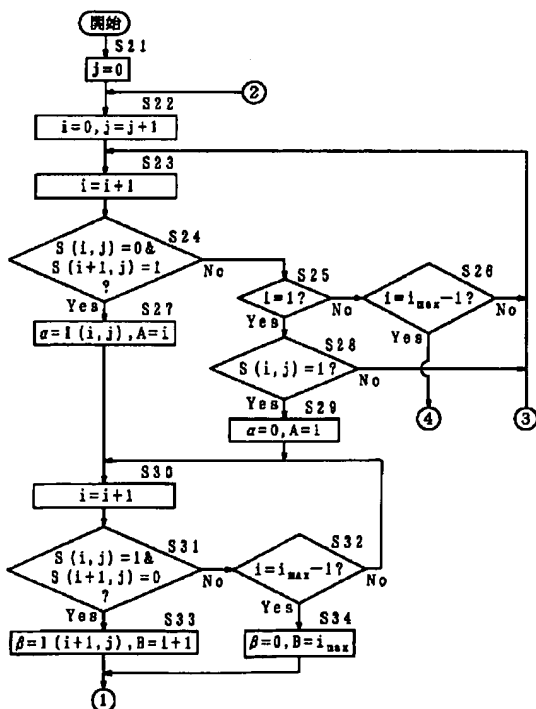 開始
S21
j=0
②
S22
i=0,j=j+1
S23
i=i+1
S(i,j)=0&
S(i+1,j)=1
?
S24
No
Yes
S25
i=1?
No
Yes
S26
i=imax-1?
No
Yes
S27
α=I(i,j),A=i
S28
S(i,j)=1?
No
Yes
④
③
S29
α=0,A=1
S30
i=i+1
S(i,j)=1&
S(i+1,j)=0
?
S31
No
Yes
S32
i=iMAX-1?
No
Yes
S33
β=I(i+1,j),B=i+1
S34
β=0,B=imax
①